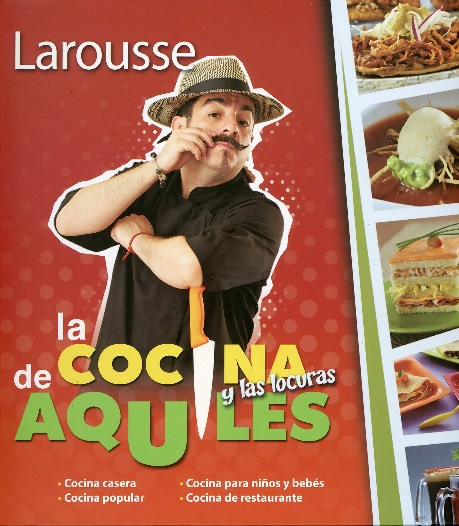 Larousse
la
de COCINA
y las locuras
AQUILES
• Cocina casera
• Cocina popular
• Cocina para niños y bebés
• Cocina de restaurante